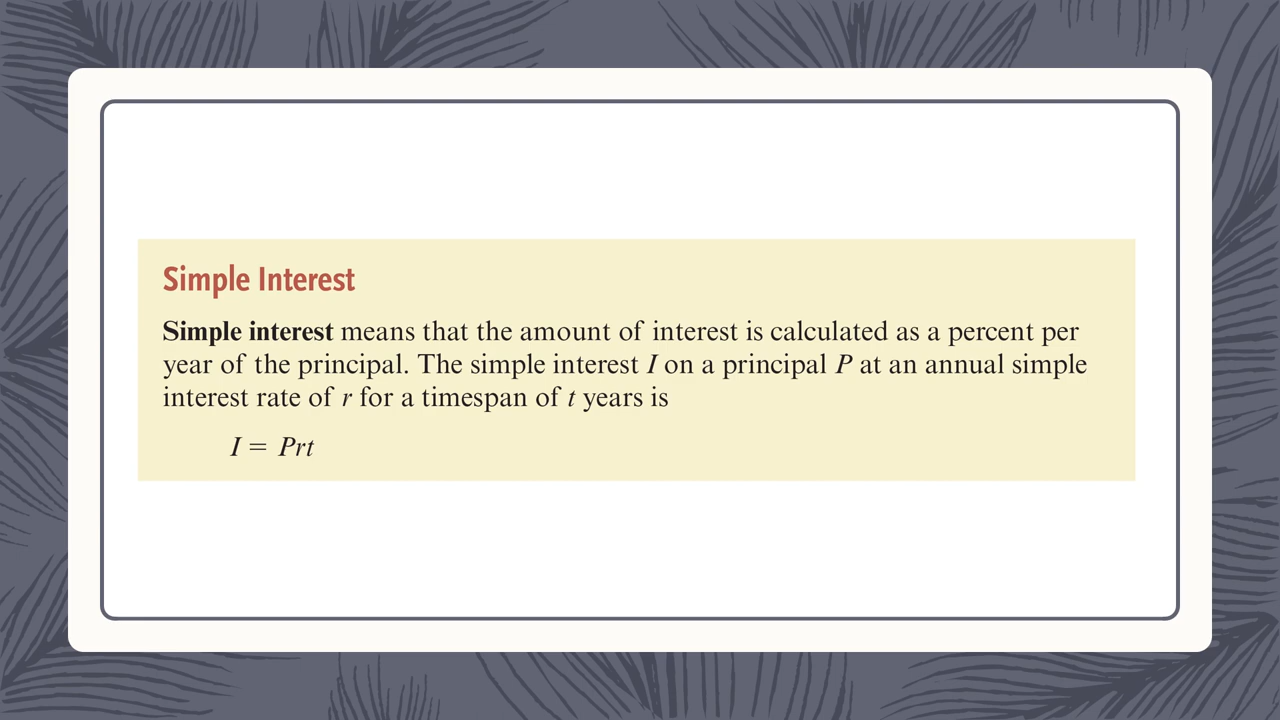 Simple Interest
Simple interest means that the amount of interest is calculated as a percent per
year of the principal. The simple interest I on a principal P at an annual simple
interest rate of r for a timespan of t years is
I = Prt